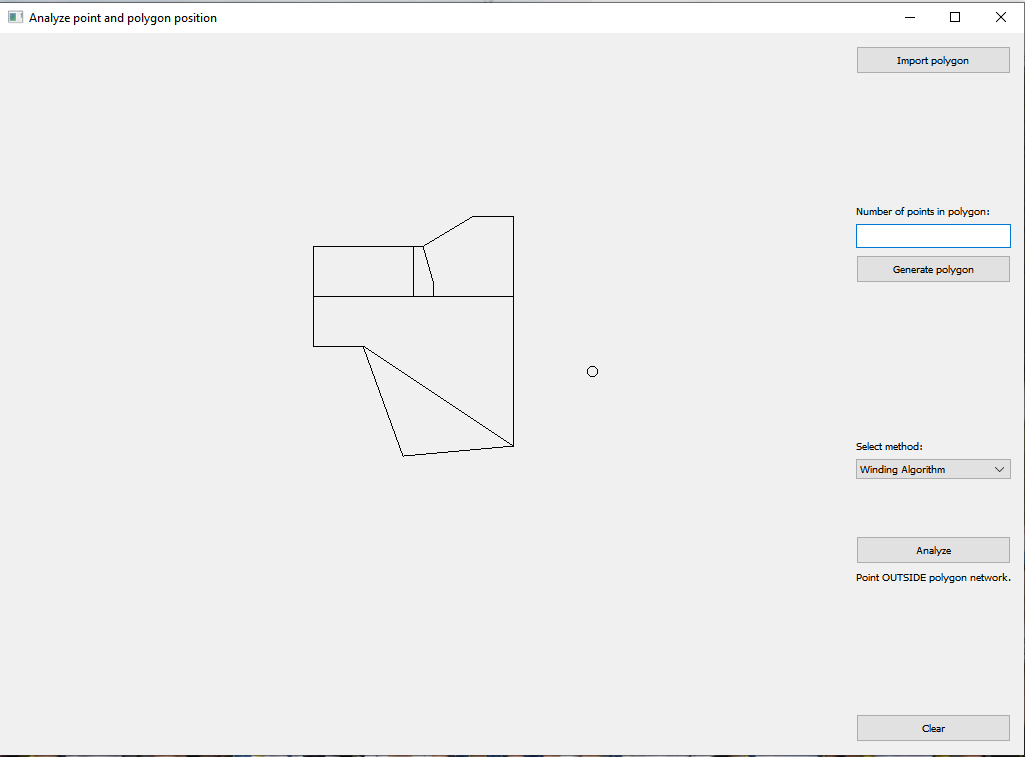 Analyze point and polygon position
Import polygon
Number of points in polygon:
Generate polygon
Select method:
Winding Algorithm
Analyze
Point OUTSIDE polygon network.
Clear